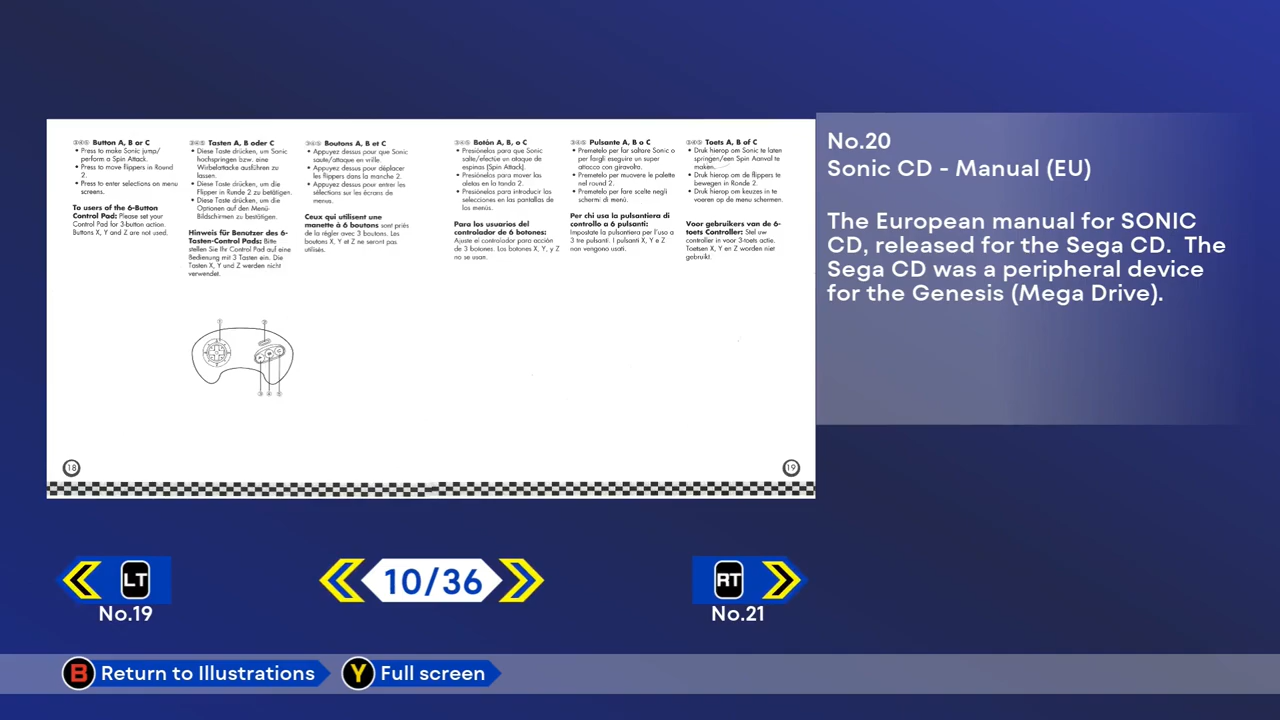 ③④⑤ Button A, B or C
• Press to make Sonic jump/
perform a Spin Attack.
• Press to move flippers in Round
2.
• Press to enter selections on menu
screens.
To users of the 6-Button
Control Pad: Please set your
Control Pad for 3-button action.
Buttons X, Y and Z are not used.
③④⑤ Tasten A, B oder C
• Diese Taste drücken, um Sonic
hochspringen bzw. eine
Wirbelattacke ausführen zu
lassen.
• Diese Taste drücken, um die
Flipper in Runde 2 zu betätigen.
• Diese Taste drücken, um die
Optionen auf den Menü-
Bildschirmen zu bestätigen.
Hinweis für Benutzer des 6-
Tasten-Control Pads: Bitte
stellen Sie Ihr Control Pad auf eine
Bedienung mit 3 Tasten ein. Die
Tasten X, Y und Z werden nicht
verwendet.
③④⑤ Boutons A, B et C
• Appuyez dessus pour que Sonic
saute/attaque en vrille.
• Appuyez dessus pour déplacer
les flippers dans la manche 2.
• Appuyez dessus pour entrer les
sélections sur les écrans de
menus.
Ceux qui utilisent une
manette à 6 boutons sont priés
de la régler avec 3 boutons. Les
boutons X, Y et Z ne seront pas
utilisés.
③④⑤ Botón A, B, o C
• Presiónelos para que Sonic
salte/efectúe un ataque de
espinas (Spin Attack).
• Presiónelos para mover las
aletas en la tanda 2.
• Presiónelos para introducir las
selecciones en las pantallas de
los menús.
Para los usuarios del
controlador de 6 botones:
Ajuste el controlador para acción
de 3 botones. Los botones X, Y, y Z
no se usan.
③④⑤ Pulsante A, B o C
• Premetelo per far saltare Sonic o
per fargli eseguire un super
attacco con giravolta.
• Premetelo per muovere le palette
nel round 2.
• Premetelo per fare scelte negli
schermi di menù.
Per chi usa la pulsantiera di
controllo a 6 pulsanti:
Impostate la pulsantiera per l'uso a
3 tre pulsanti. I pulsanti X, Y e Z
non vengono usati.
③④⑤ Toets A, B of C
• Druk hierop om Sonic te laten
springen/een Spin Aanval te
maken.
• Druk hierop om de flippers te
bewegen in Ronde 2.
• Druk hierop om keuzes in te
voeren op de menu schermen.
Voor gebruikers van de 6-
toets Controller: Stel uw
controller in voor 3-toets actie.
Toetsen X, Y en Z worden niet
gebruikt.
18
19
No.20
Sonic CD - Manual (EU)
The European manual for SONIC
CD, released for the Sega CD. The
Sega CD was a peripheral device
for the Genesis (Mega Drive).
LT
No.19
10/36
RT
No.21
B Return to Illustrations
Y Full screen